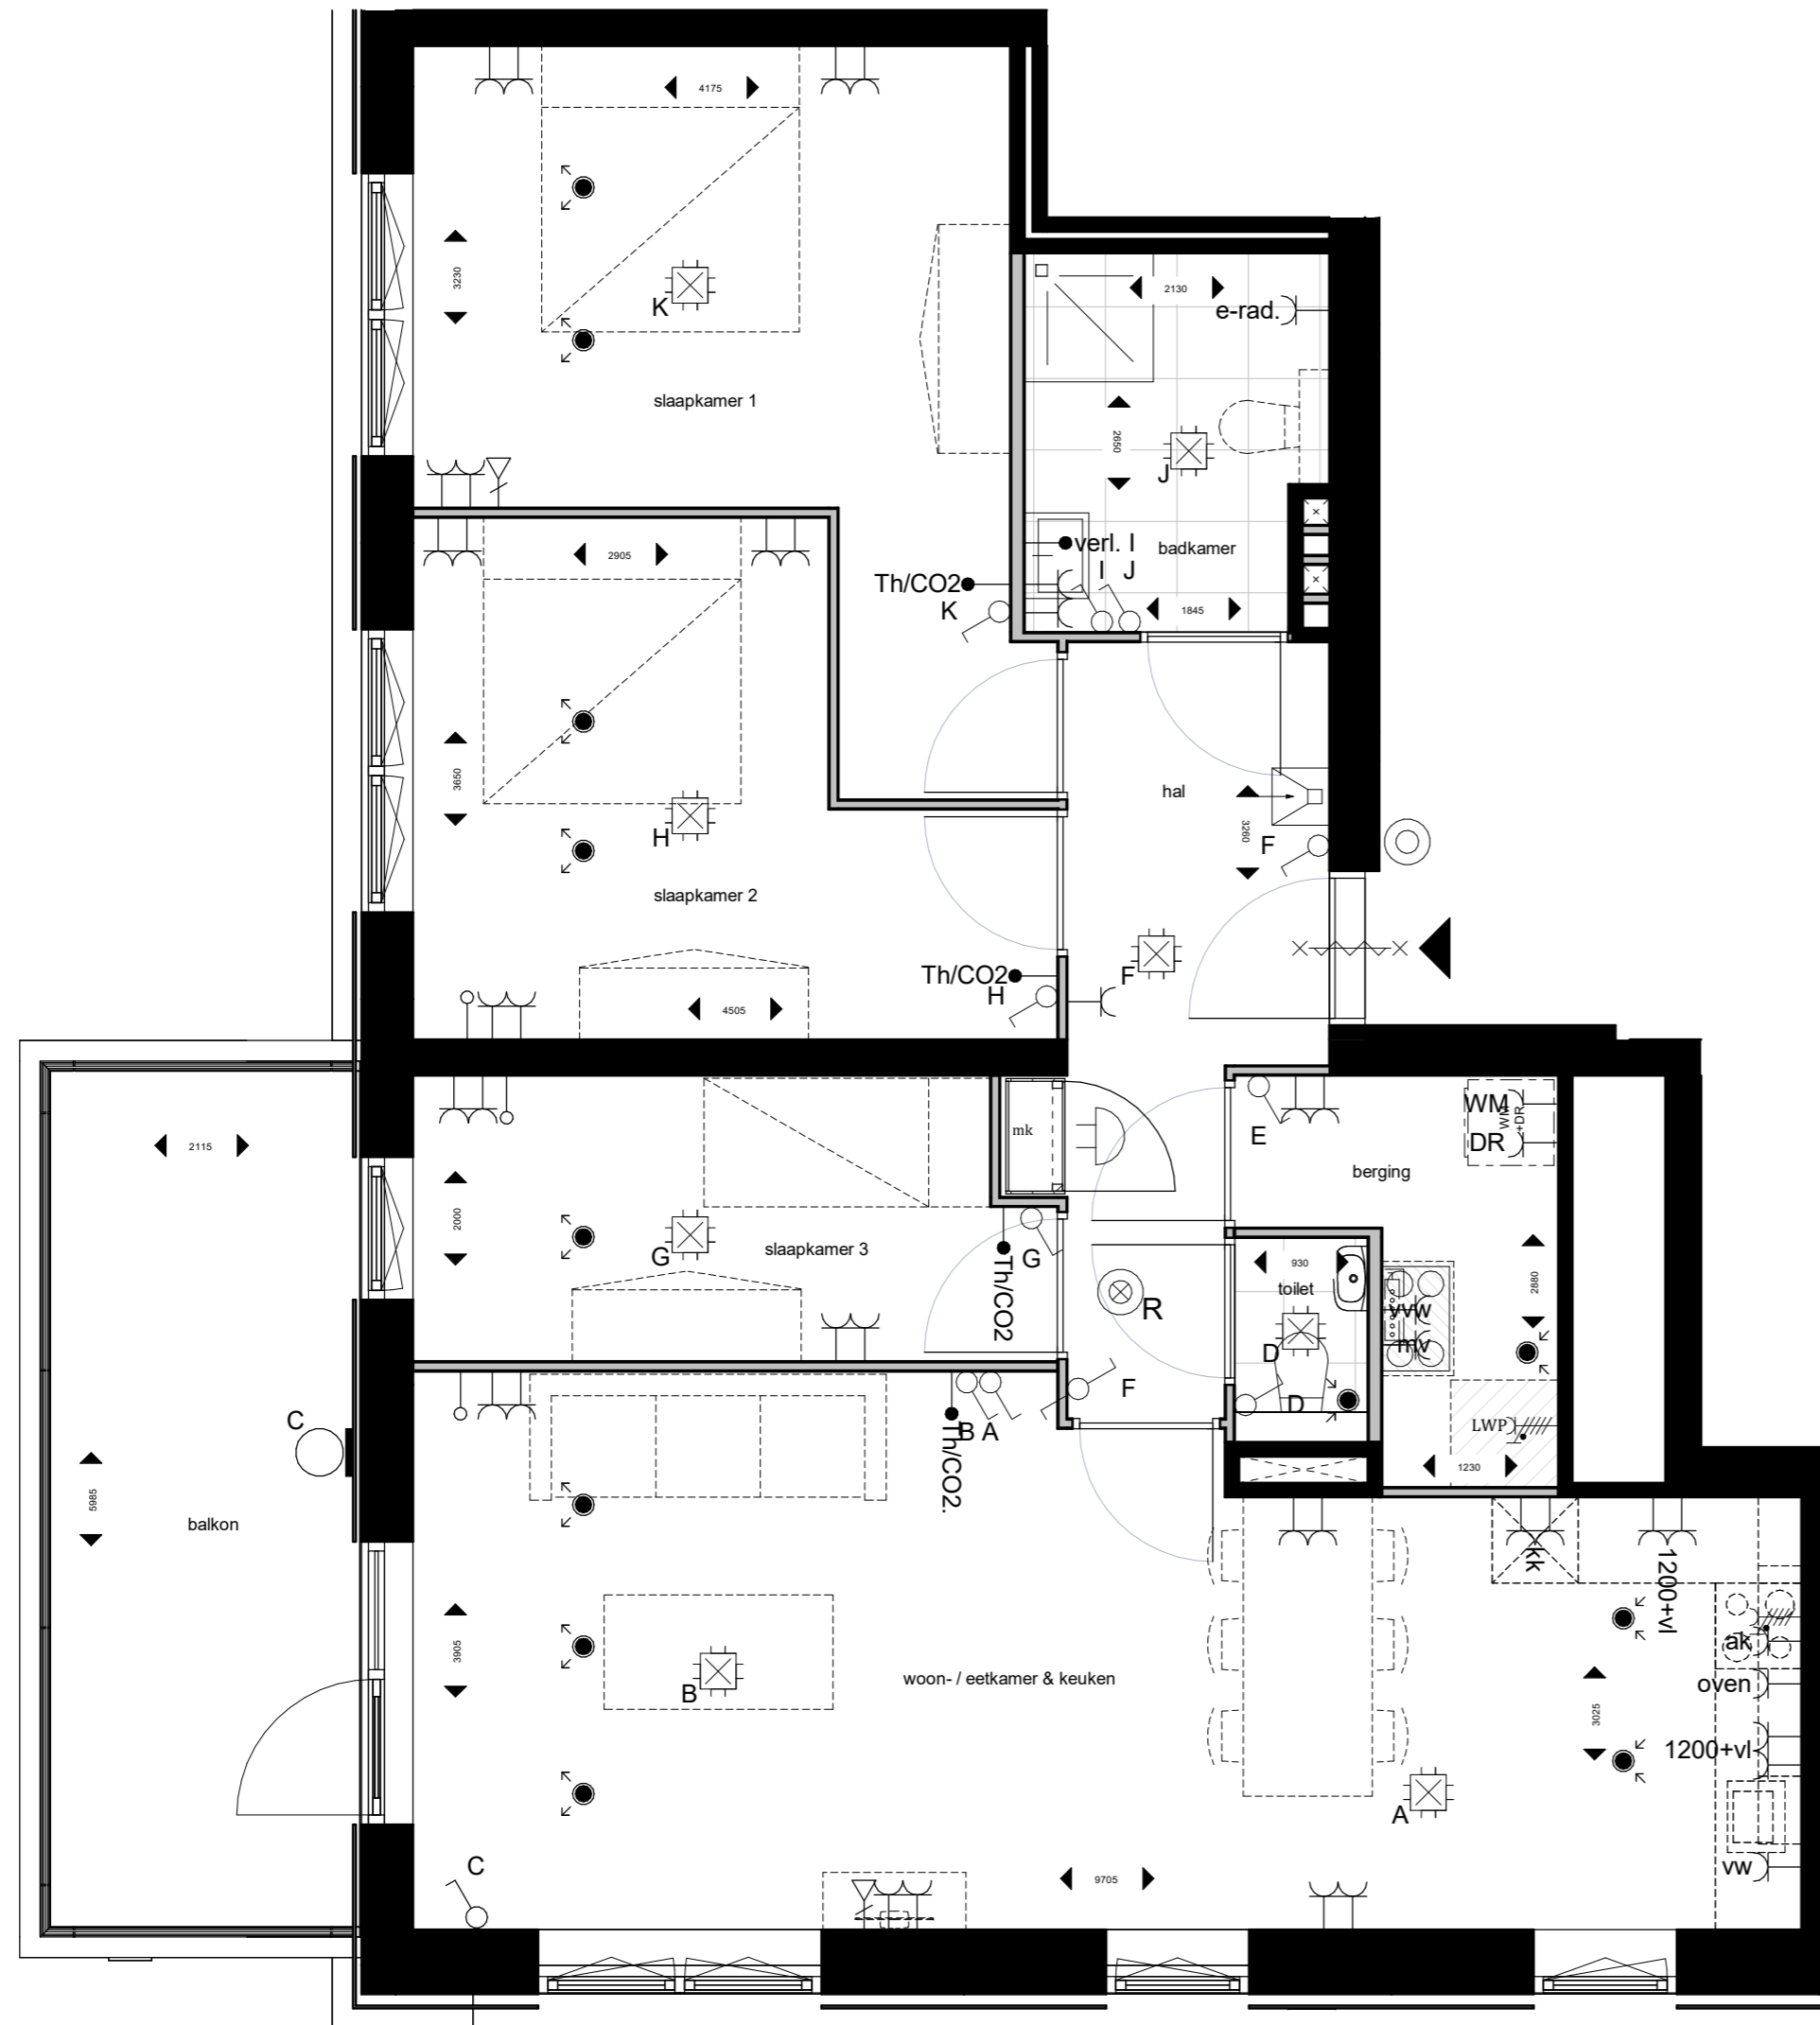 4175
3230
K
slaapkamer 1
2130
e-rad.
2650
J
verl. I
I J
badkamer
1845
Th/CO2
K
2905
3650
H
slaapkamer 2
Th/CO2
H
4505
hal
3260
F
F
2115
2000
G
slaapkamer 3
mk
G
Th/CO2
R
F
E
WM
DR
WM
+DR
berging
930
toilet
D
D
vvw
mv
2880
LWP
1230
C
5985
balkon
B A
Th/CO2.
3905
B
woon- / eetkamer & keuken
kk
1200+vl
ak
oven
3025
1200+vl
A
vw
C
9705